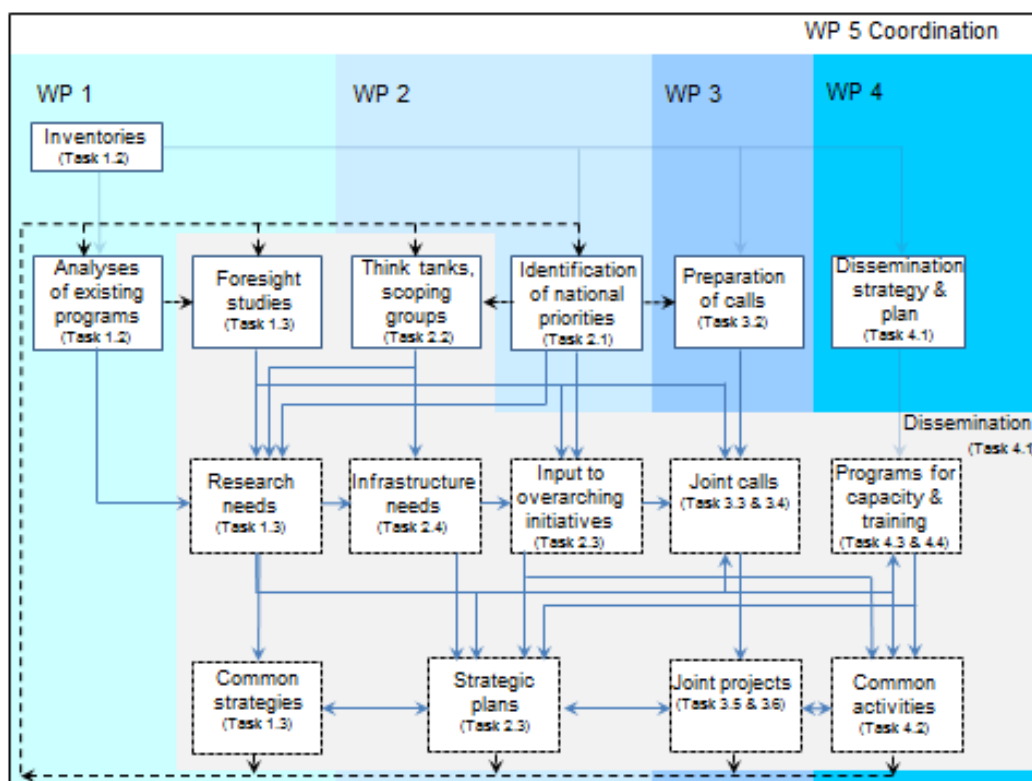 WP 5 Coordination
WP 1
WP 2
WP 3
WP 4
Inventories
(Task 1.2)
Analyses
of existing
programs
(Task 1.2)
Foresight
studies
(Task 1.3)
Think tanks,
scoping
groups
(Task 2.2)
Identification
of national
priorities
(Task 2.1)
Preparation
of calls
(Task 3.2)
Dissemination
strategy &
plan
(Task 4.1)
Dissemination
(Task 4.1
Research
needs
(Task 1.3)
Infrastructure
needs
(Task 2.4)
Input to
overarching
initiatives
(Task 2.3)
Joint calls
(Task 3.3 & 3.4)
Programs for
capacity &
training
(Task 4.3 & 4.4)
Common
strategies
(Task 1.3)
Strategic
plans
(Task 2.3)
Joint projects
(Task 3.5 & 3.6)
Common
activities
(Task 4.2)